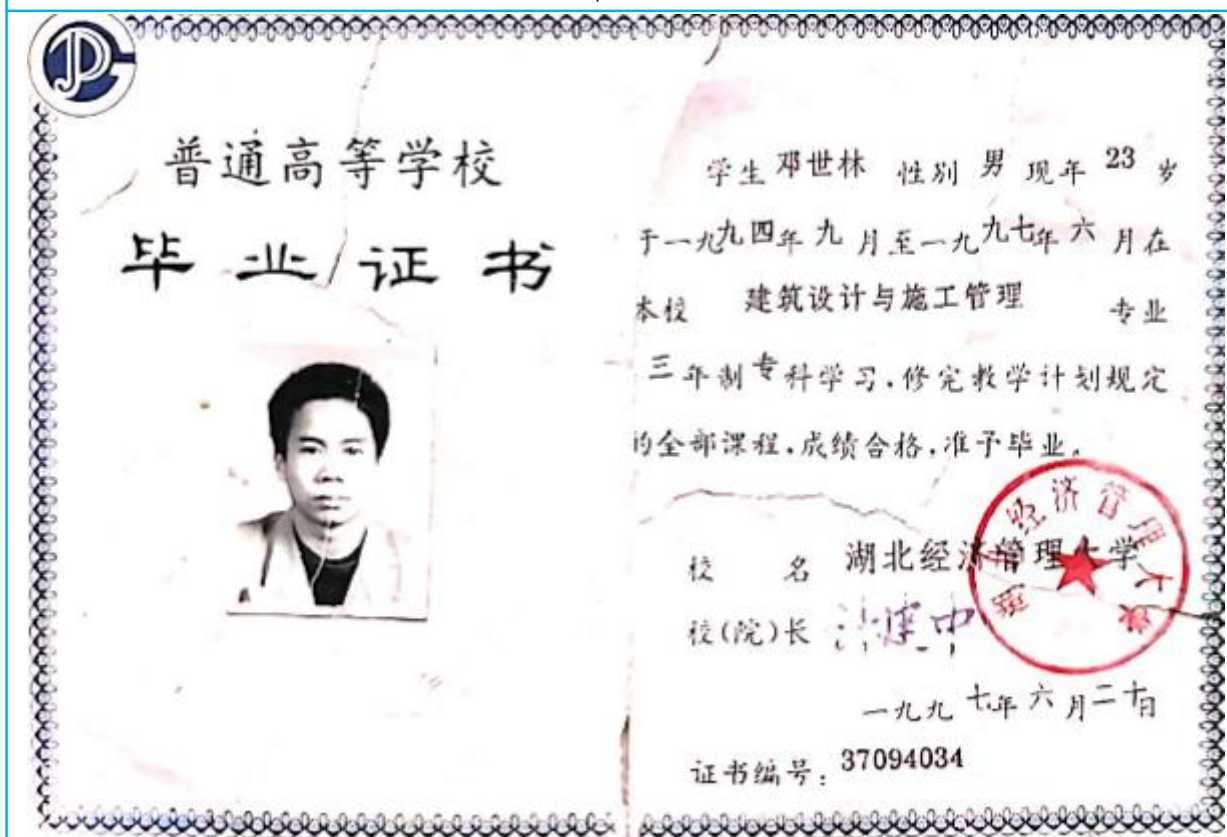 普通高等学校
毕业证书
学生 邓世林 性别 男 现年 23 岁
于一九九四年九月至一九九七年六月在
本校 建筑设计与施工管理 专业
三年制专科学习.修完教学计划规定
的全部课程.成绩合格.准予毕业.
校 名 湖北经济管理大学
校(院)长
一九九七年六月二十日
证书编号: 37094034